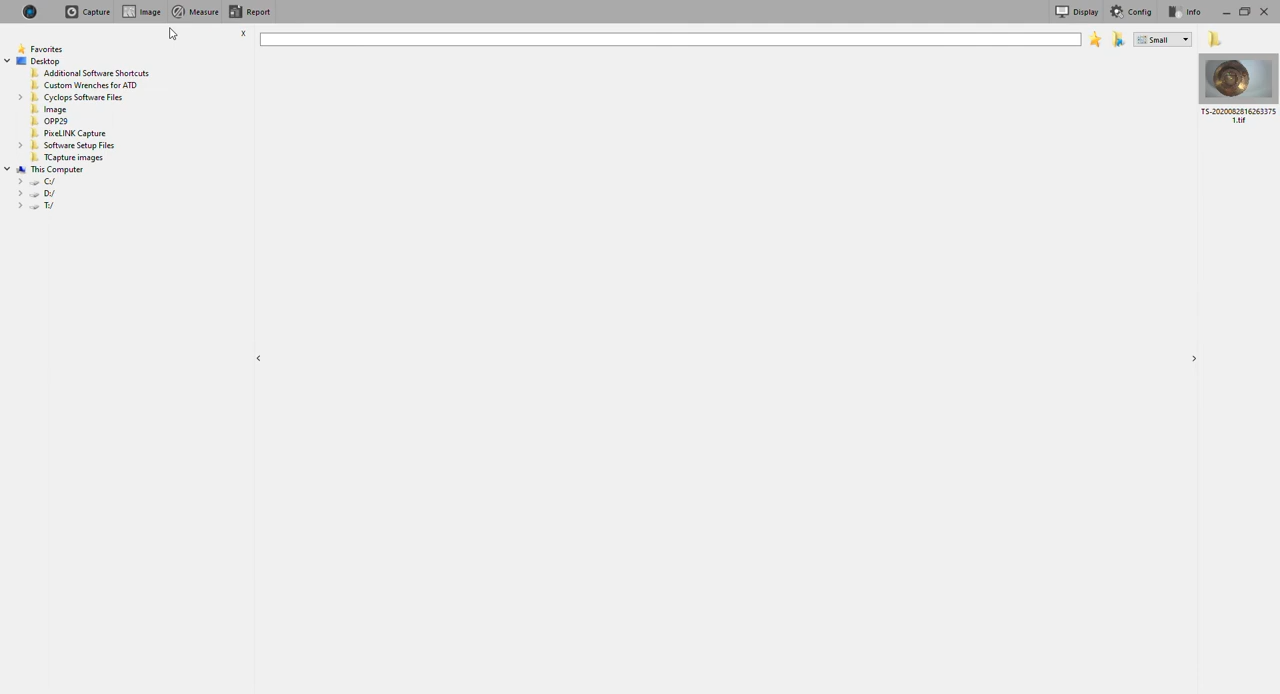 Capture Image Measure Report Display Config Info
x
Small
Favorites
Desktop
Additional Software Shortcuts
Custom Wrenches for ATD
Cyclops Software Files
Image
OPP29
PixeLINK Capture
Software Setup Files
TCapture images
This Computer
C:/
D:/
T:/
TS-2020082816263375
1.tif